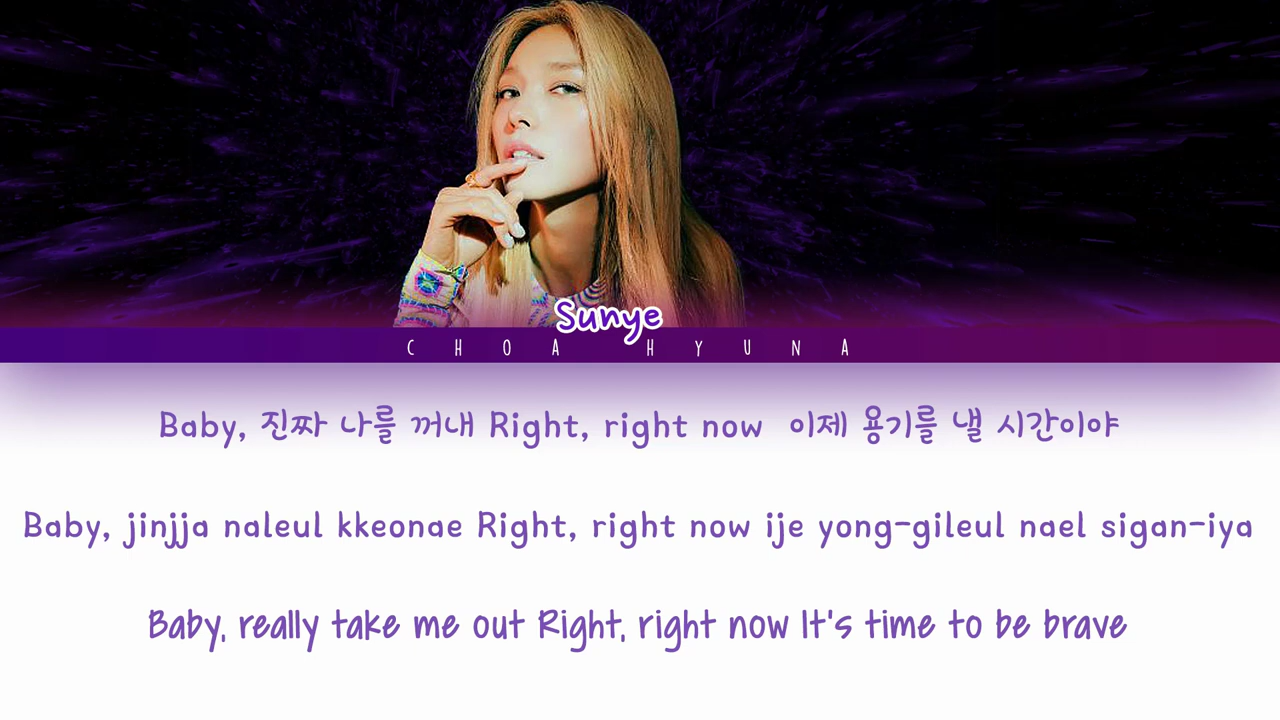 Sunye
CHOA HYUNA
Baby, 진짜 나를 꺼내 Right, right now 이제 용기를 낼 시간이야
Baby, jinjja naleul kkeonae Right, right now ije yong-gileul nael sigan-iya
Baby, really take me out Right, right now It's time to be brave